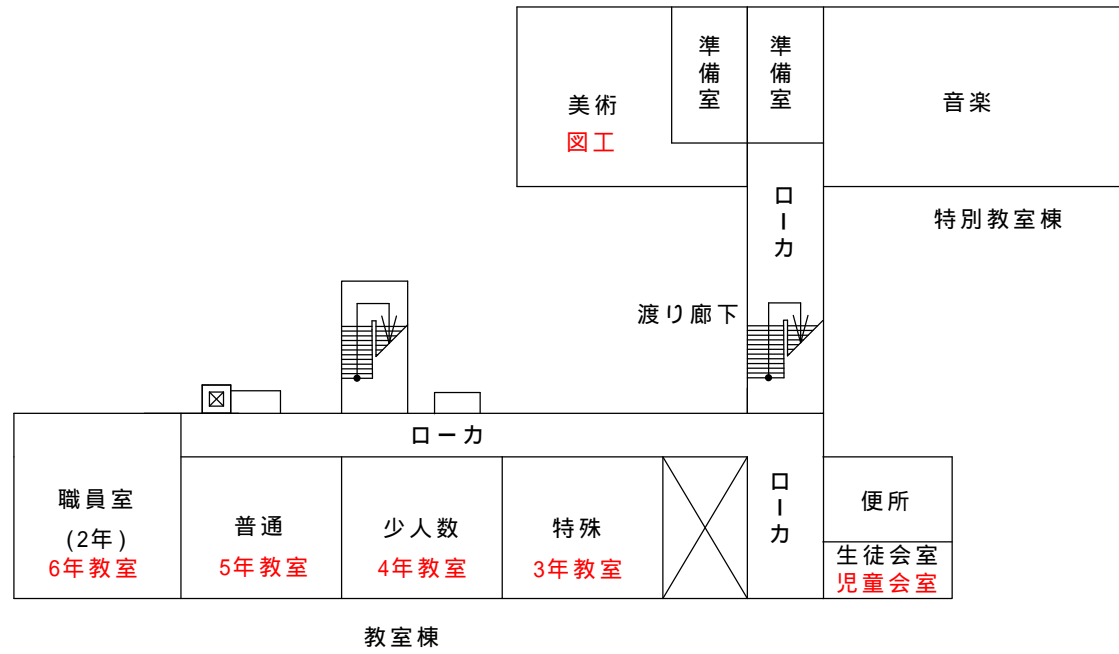 準備室
準備室
美術
図工
音楽
ローカ
特別教室棟
渡り廊下
ローカ
職員室
(2年)
6年教室
普通
5年教室
少人数
4年教室
特殊
3年教室
ローカ
便所
生徒会室
児童会室
教室棟